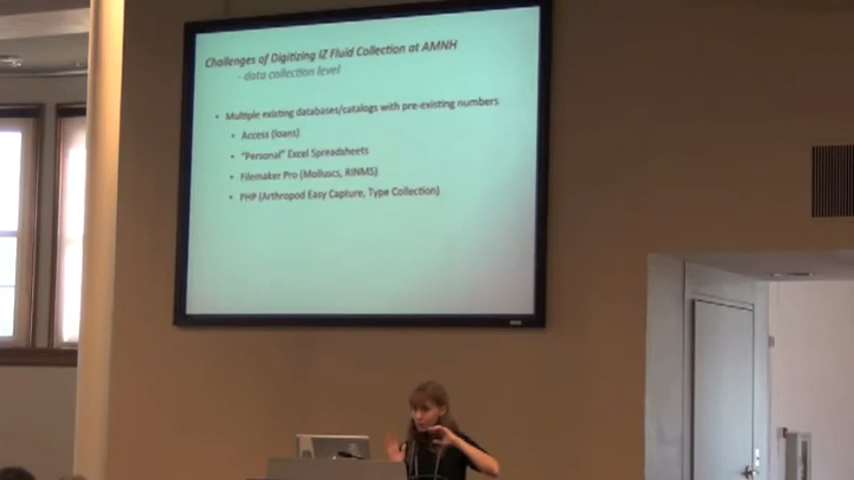 Challenges of Digitizing IZ Fluid Collection at AMNH
- data collection level
• Multiple existing databases/catalogs with pre-existing numbers
• Access (loans)
• "Personal" Excel Spreadsheets
• Filemaker Pro (Molluscs, RINMS)
• PHP (Arthropod Easy Capture, Type Collection)